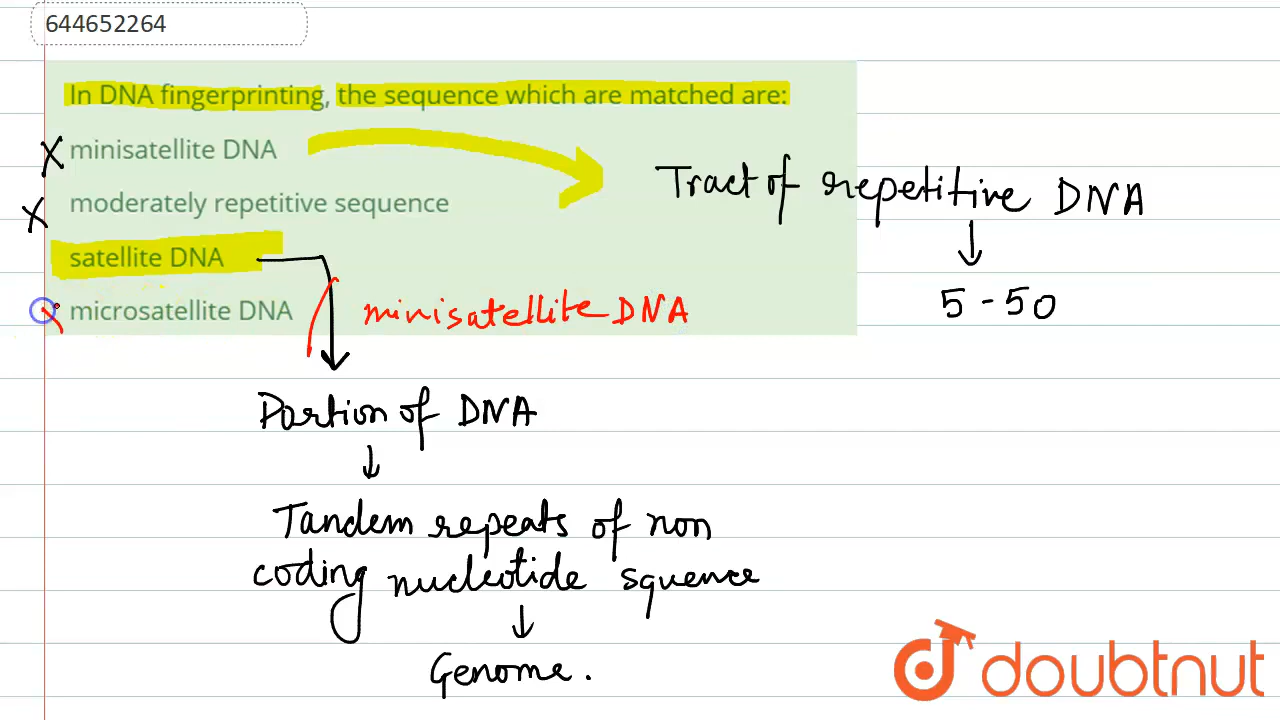 644652264
In DNA fingerprinting, the sequence which are matched are:
X minisatellite DNA
X moderately repetitive sequence
satellite DNA
microsatellite DNA
Tract of repetitive DNA
5 - 50
minisatellite DNA
Portion of DNA
Tandem repeats of non
coding nucleotide squence
Genome.
doubtnut